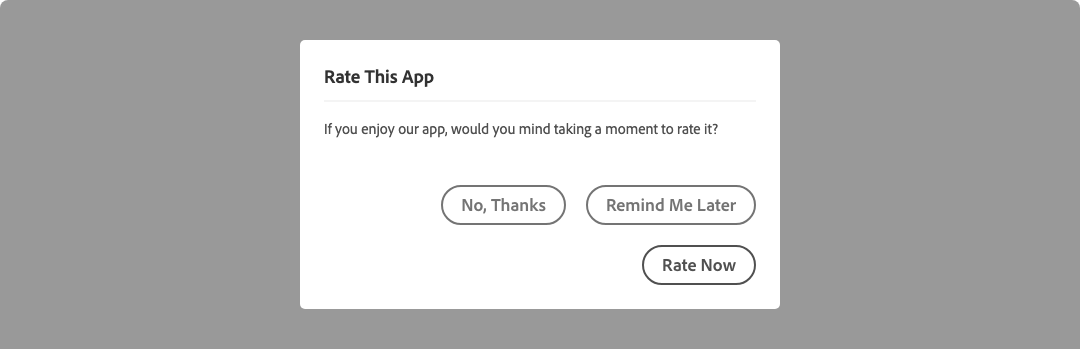 Rate This App
If you enjoy our app, would you mind taking a moment to rate it?
No, Thanks
Remind Me Later
Rate Now